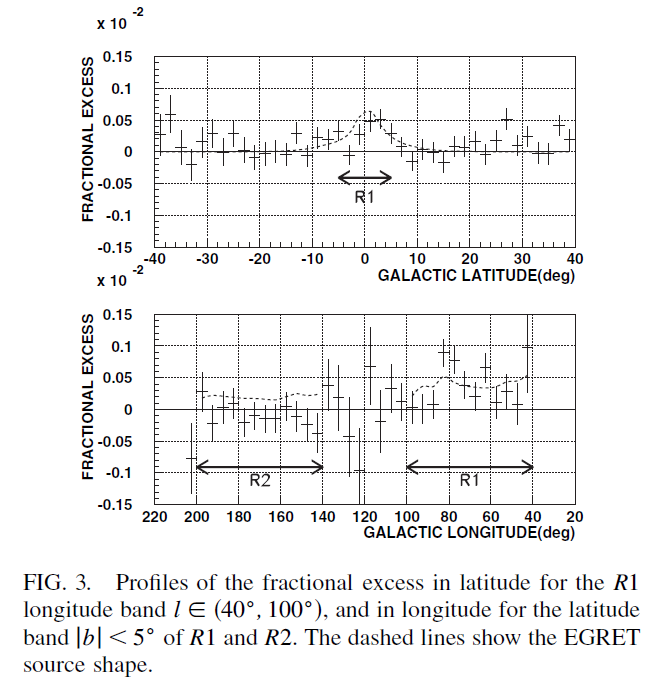 x 10 -2
FRACTIONAL EXCESS
0.15
0.1
0.05
0
-0.05
-0.1
-0.15
R1
-40 -30 -20 -10 0 10 20 30 40
GALACTIC LATITUDE(deg)
x 10 -2
FRACTIONAL EXCESS
0.15
0.1
0.05
0
-0.05
-0.1
-0.15
R2 R1
220 200 180 160 140 120 100 80 60 40 20
GALACTIC LONGITUDE(deg)
FIG. 3. Profiles of the fractional excess in latitude for the R1
longitude band l ∈ (40°, 100°), and in longitude for the latitude
band |b| < 5° of R1 and R2. The dashed lines show the EGRET
source shape.